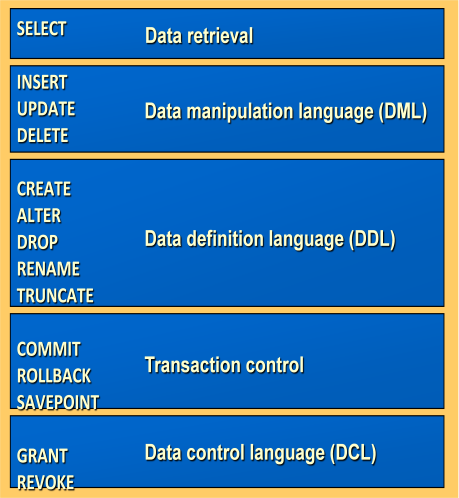 SELECT Data retrieval
INSERT
UPDATE Data manipulation language (DML)
DELETE
CREATE
ALTER
DROP Data definition language (DDL)
RENAME
TRUNCATE
COMMIT
ROLLBACK Transaction control
SAVEPOINT
GRANT Data control language (DCL)
REVOKE